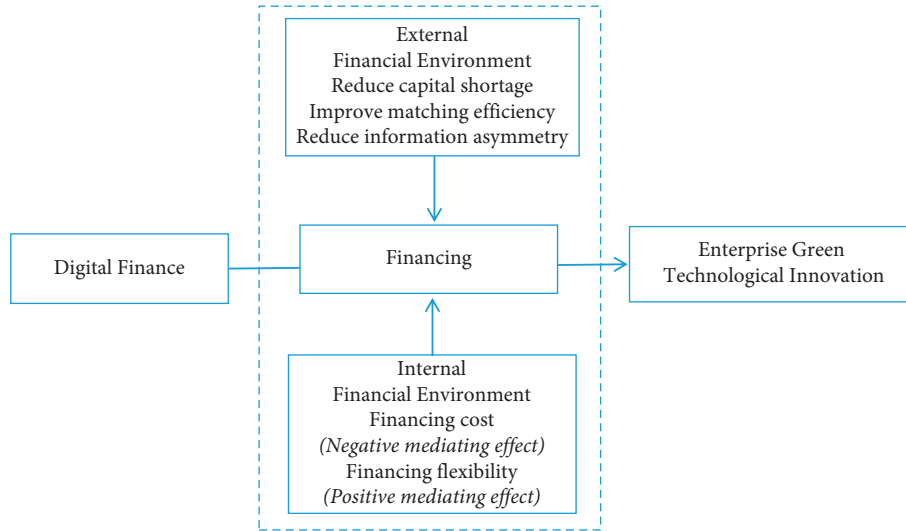 External
Financial Environment
Reduce capital shortage
Improve matching efficiency
Reduce information asymmetry
Digital Finance
Financing
Enterprise Green
Technological Innovation
Internal
Financial Environment
Financing cost
(Negative mediating effect)
Financing flexibility
(Positive mediating effect)